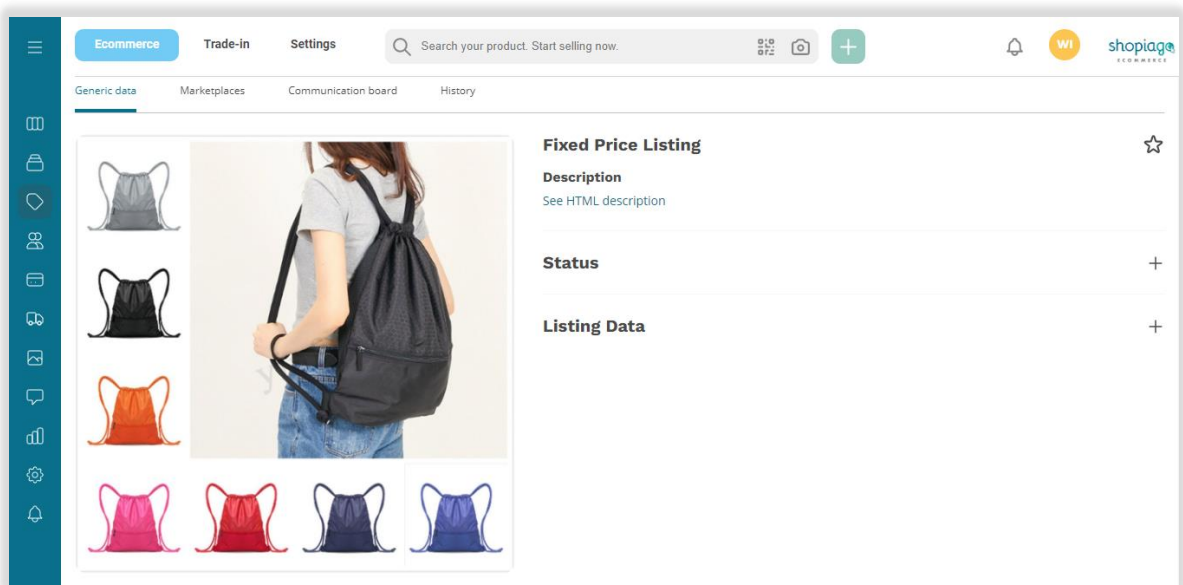 Ecommerce
Trade-in
Settings
Search your product. Start selling now.
WI
shopiago
ECOMMERCE
Generic data
Marketplaces
Communication board
History
Fixed Price Listing
Description
See HTML description
Status
Listing Data